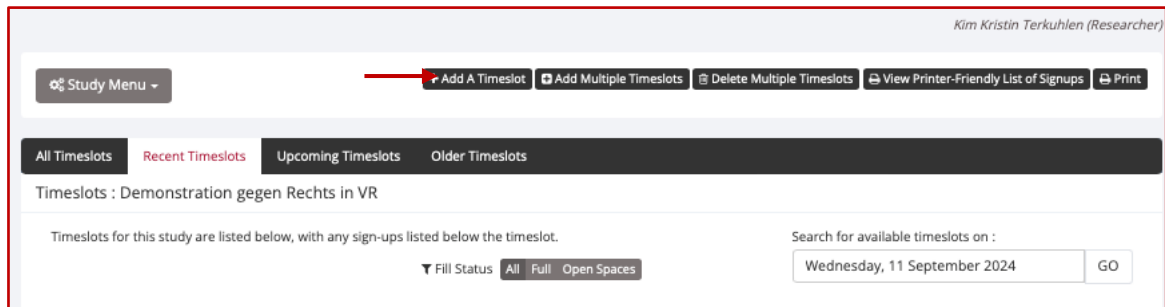 Kim Kristin Terkuhlen (Researcher)
Study Menu
Add A Timeslot Add Multiple Timeslots Delete Multiple Timeslots View Printer-Friendly List of Signups Print
All Timeslots Recent Timeslots Upcoming Timeslots Older Timeslots
Timeslots : Demonstration gegen Rechts in VR
Timeslots for this study are listed below, with any sign-ups listed below the timeslot.
Search for available timeslots on :
Fill Status All Full Open Spaces
Wednesday, 11 September 2024 GO